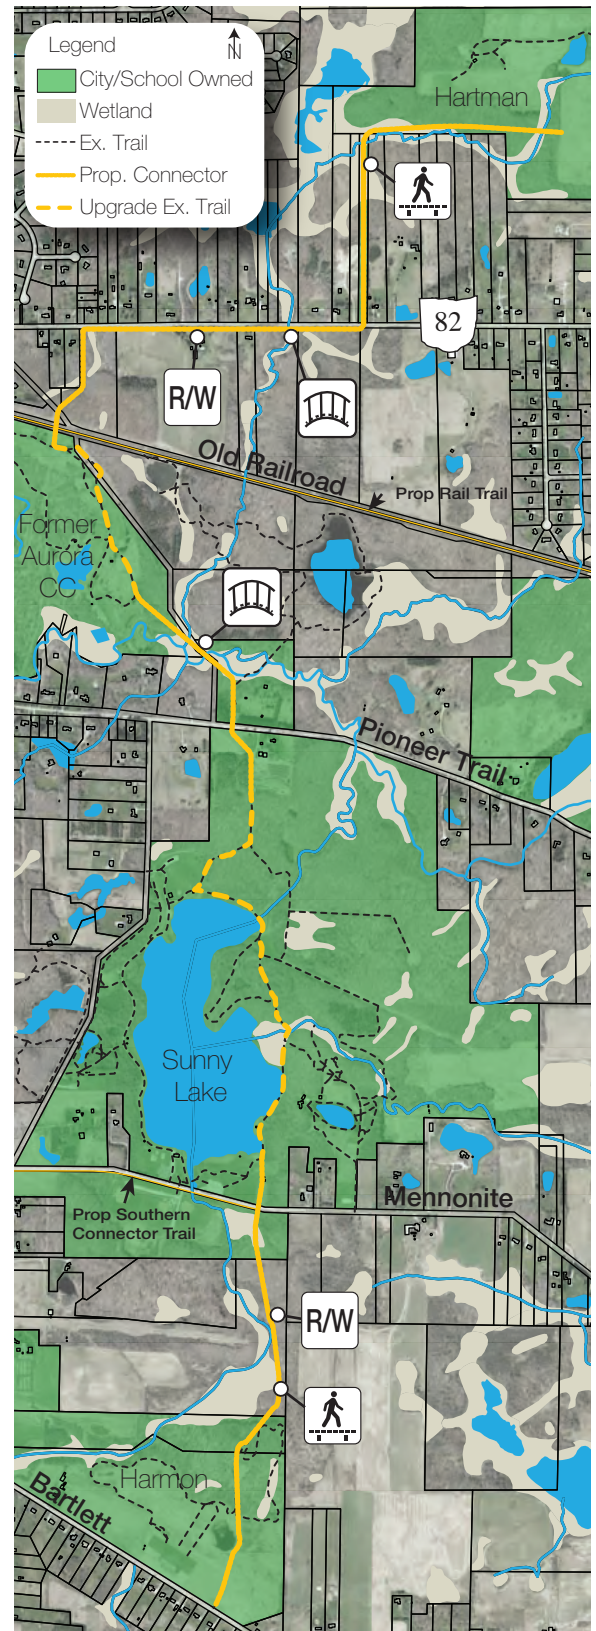 Legend
N
City/School Owned
Wetland
Ex. Trail
Prop. Connector
Upgrade Ex. Trail
Hartman
82
R/W
Old Railroad
Prop Rail Trail
Former
Aurora
CC
Pioneer Trail
Sunny
Lake
Mennonite
Prop Southern
Connector Trail
R/W
Harmon
Bartlett